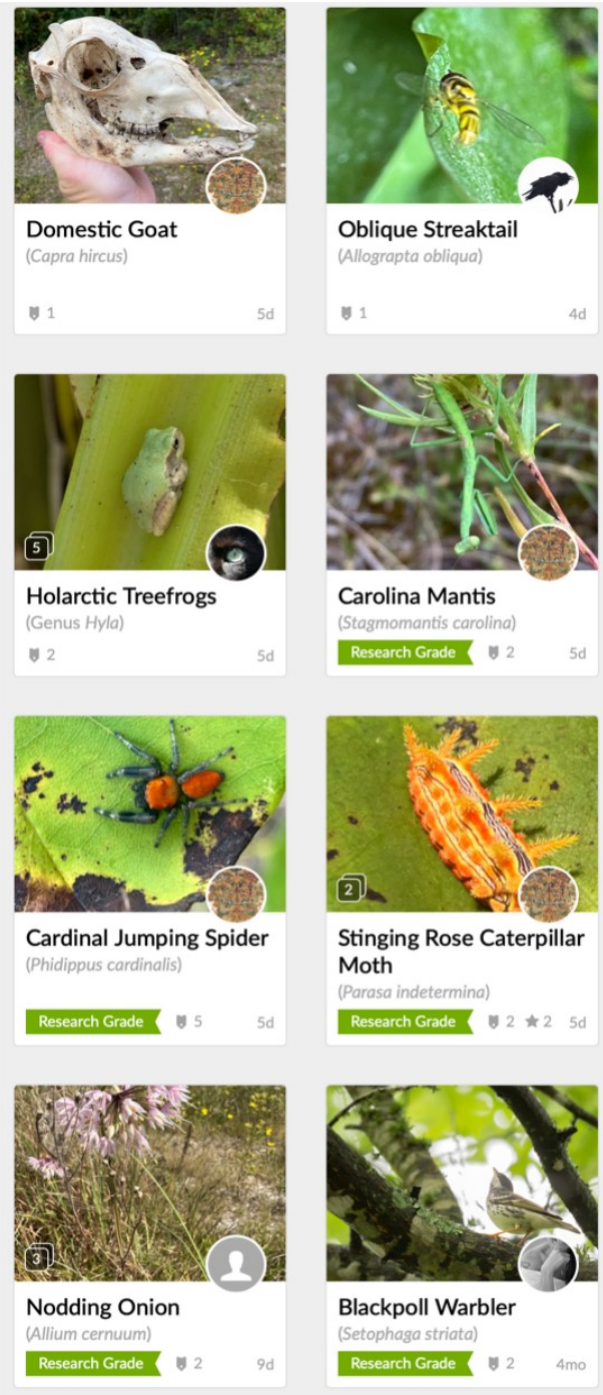 Domestic Goat
(Capra hircus)
1 5d
Oblique Streaktail
(Allograpta obliqua)
1 4d
5
Holarctic Treefrogs
(Genus Hyla)
2 5d
Carolina Mantis
(Stagmomantis carolina)
Research Grade 2 5d
Cardinal Jumping Spider
(Phidippus cardinalis)
Research Grade 5 5d
2
Stinging Rose Caterpillar
Moth
(Parasa indetermina)
Research Grade 2 2 5d
3
Nodding Onion
(Allium cernuum)
Research Grade 2 9d
Blackpoll Warbler
(Setophaga striata)
Research Grade 2 4mo